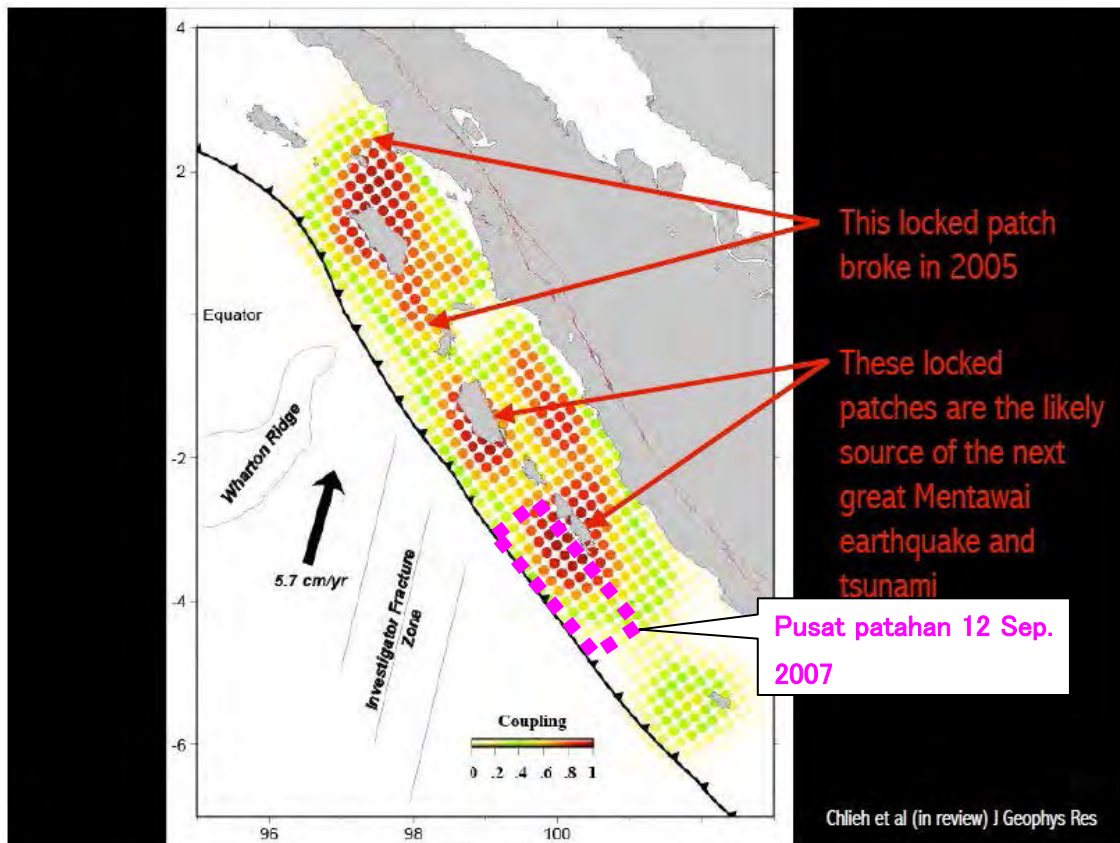 4
2
Equator
-2
-4
-6
96
98
100
Wharton Ridge
5.7 cm/yr
Investigator Fracture
Zone
Coupling
0 .2 .4 .6 .8 1
This locked patch
broke in 2005
These locked
patches are the likely
source of the next
great Mentawai
earthquake and
tsunami
Pusat patahan 12 Sep.
2007
Chlieh et al (in review) J Geophys Res